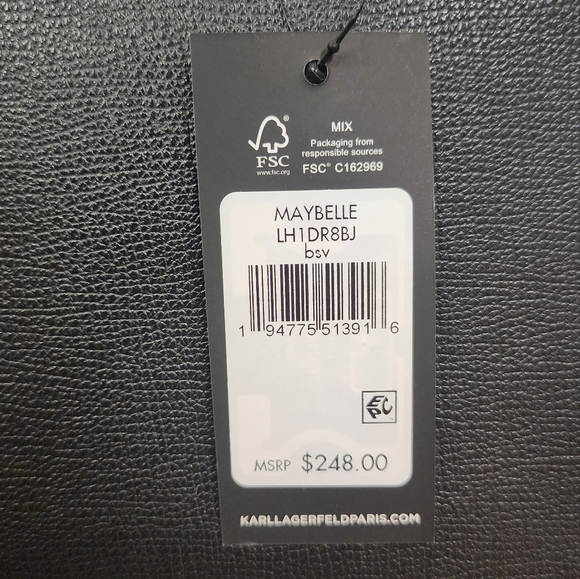 MIX
Packaging from
responsible sources
FSC® C162969
FSC
www.fsc.org
MAYBELLE
LH1DR8BJ
bsv
1 94775 51391 6
EPC
MSRP $248.00
KARLLAGERFELDPARIS.COM